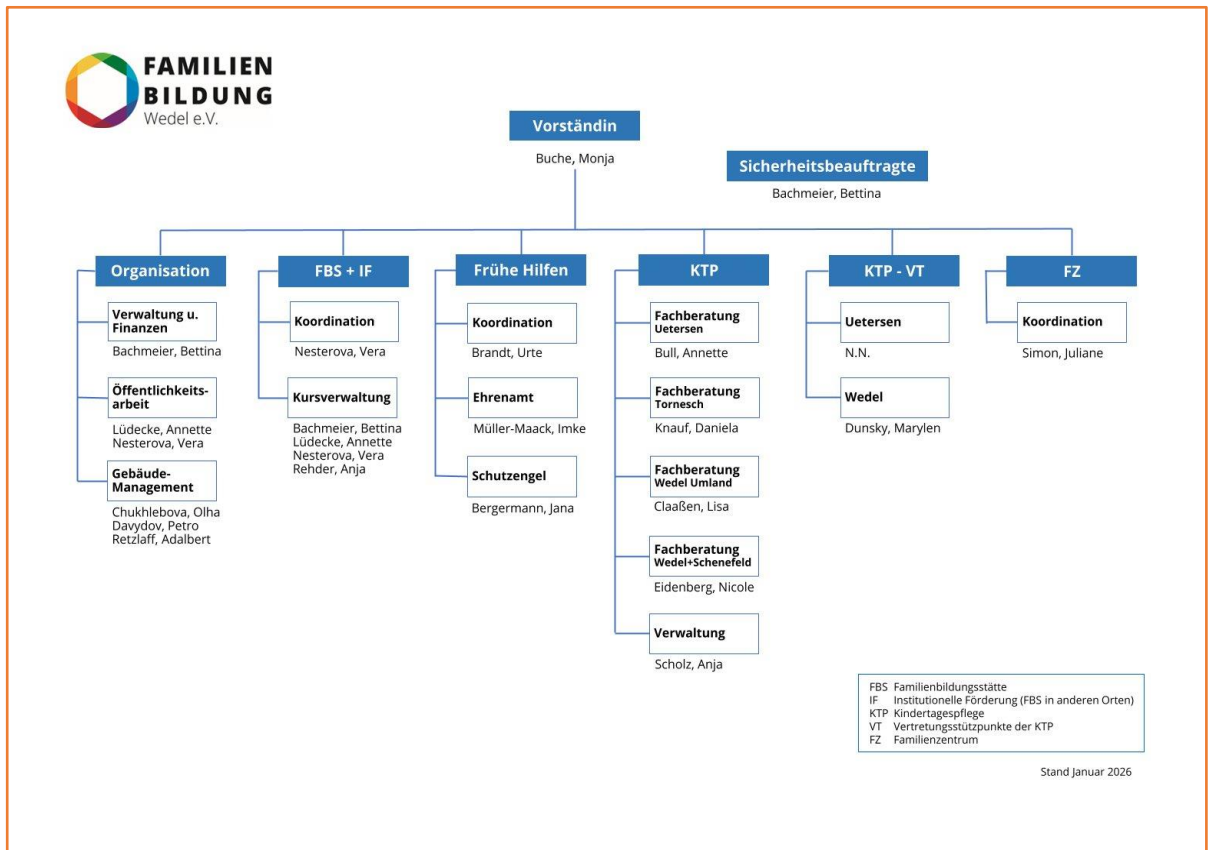 FAMILIEN
BILDUNG
Wedel e.V.
Vorständin
Buche, Monja
Sicherheitsbeauftragte
Bachmeier, Bettina
Organisation
Verwaltung u.
Finanzen
Bachmeier, Bettina
Öffentlichkeits-
arbeit
Lüdecke, Annette
Nesterova, Vera
Gebäude-
Management
Chukhlebova, Olha
Davydov, Petro
Retzlaff, Adalbert
FBS + IF
Koordination
Nesterova, Vera
Kursverwaltung
Bachmeier, Bettina
Lüdecke, Annette
Nesterova, Vera
Rehder, Anja
Frühe Hilfen
Koordination
Brandt, Urte
Ehrenamt
Müller-Maack, Imke
Schutzengel
Bergermann, Jana
KTP
Fachberatung
Uetersen
Bull, Annette
Fachberatung
Tornesch
Knauf, Daniela
Fachberatung
Wedel Umland
Claaßen, Lisa
Fachberatung
Wedel+Schenefeld
Eidenberg, Nicole
Verwaltung
Scholz, Anja
KTP - VT
Uetersen
N.N.
Wedel
Dunsky, Marylen
FZ
Koordination
Simon, Juliane
FBS Familienbildungsstätte
IF Institutionelle Förderung (FBS in anderen Orten)
KTP Kindertagespflege
VT Vertretungsstützpunkte der KTP
FZ Familienzentrum
Stand Januar 2026